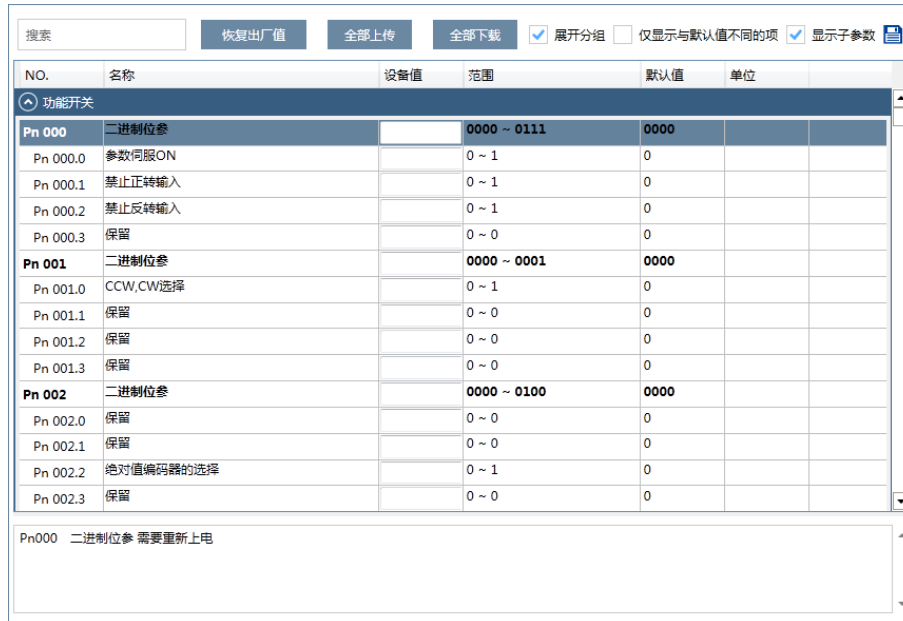 搜索 恢复出厂值 全部上传 全部下载 展开分组 仅显示与默认值不同的项 显示子参数
NO. 名称 设备值 范围 默认值 单位
功能开关
Pn 000 二进制位参 0000 ~ 0111 0000
Pn 000.0 参数伺服ON 0 ~ 1 0
Pn 000.1 禁止正转输入 0 ~ 1 0
Pn 000.2 禁止反转输入 0 ~ 1 0
Pn 000.3 保留 0 ~ 0 0
Pn 001 二进制位参 0000 ~ 0001 0000
Pn 001.0 CCW,CW选择 0 ~ 1 0
Pn 001.1 保留 0 ~ 0 0
Pn 001.2 保留 0 ~ 0 0
Pn 001.3 保留 0 ~ 0 0
Pn 002 二进制位参 0000 ~ 0100 0000
Pn 002.0 保留 0 ~ 0 0
Pn 002.1 保留 0 ~ 0 0
Pn 002.2 绝对值编码器的选择 0 ~ 1 0
Pn 002.3 保留 0 ~ 0 0
Pn000 二进制位参 需要重新上电